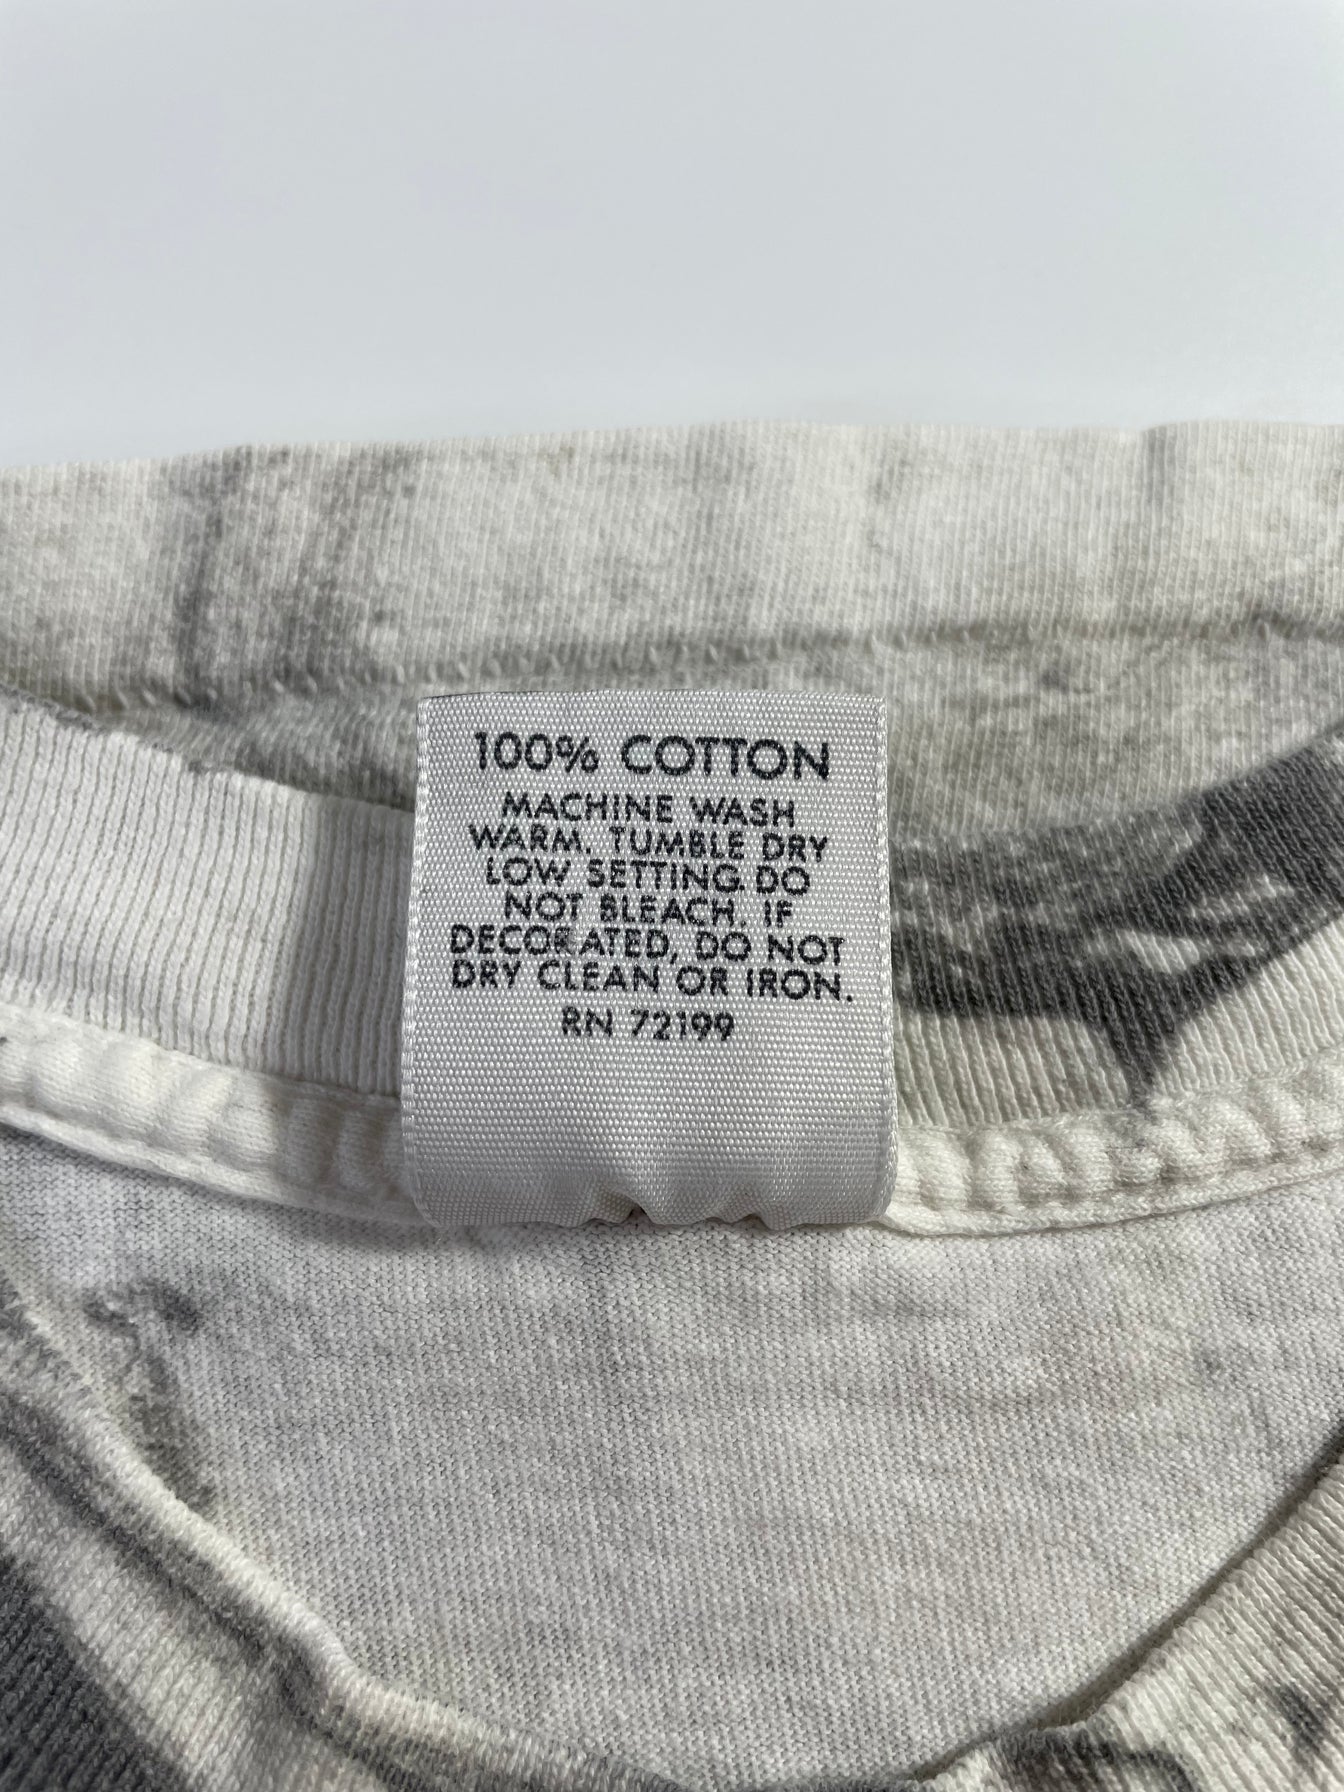 100% COTTON
MACHINE WASH
WARM. TUMBLE DRY
LOW SETTING. DO
NOT BLEACH. IF
DECORATED, DO NOT
DRY CLEAN OR IRON.
RN 72199